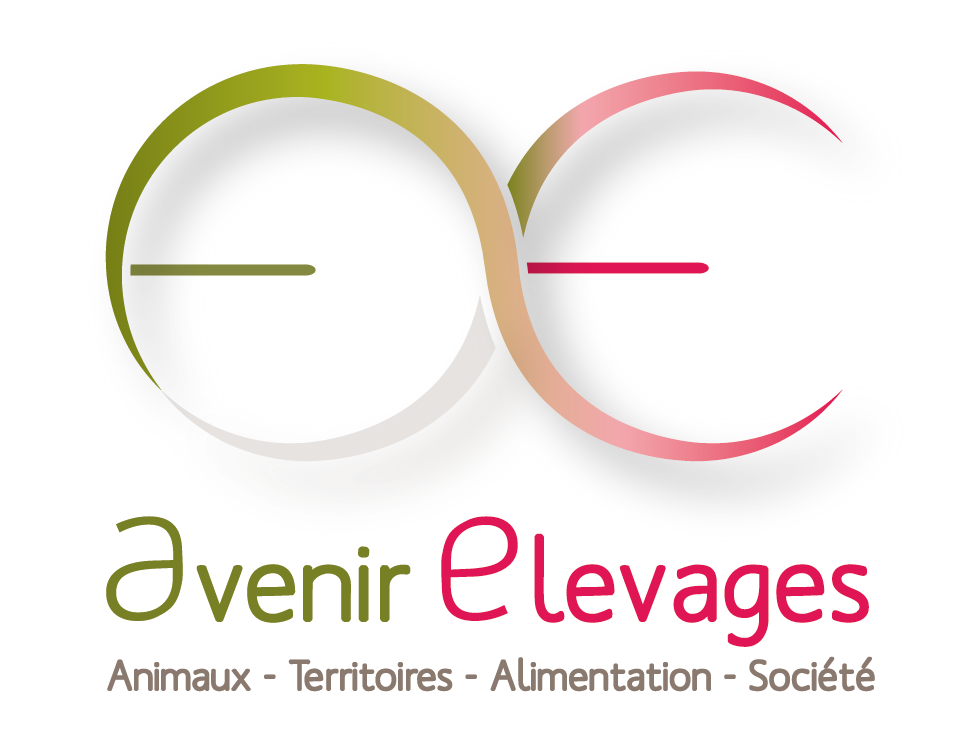 avenir elevages
Animaux - Territoires - Alimentation - Société